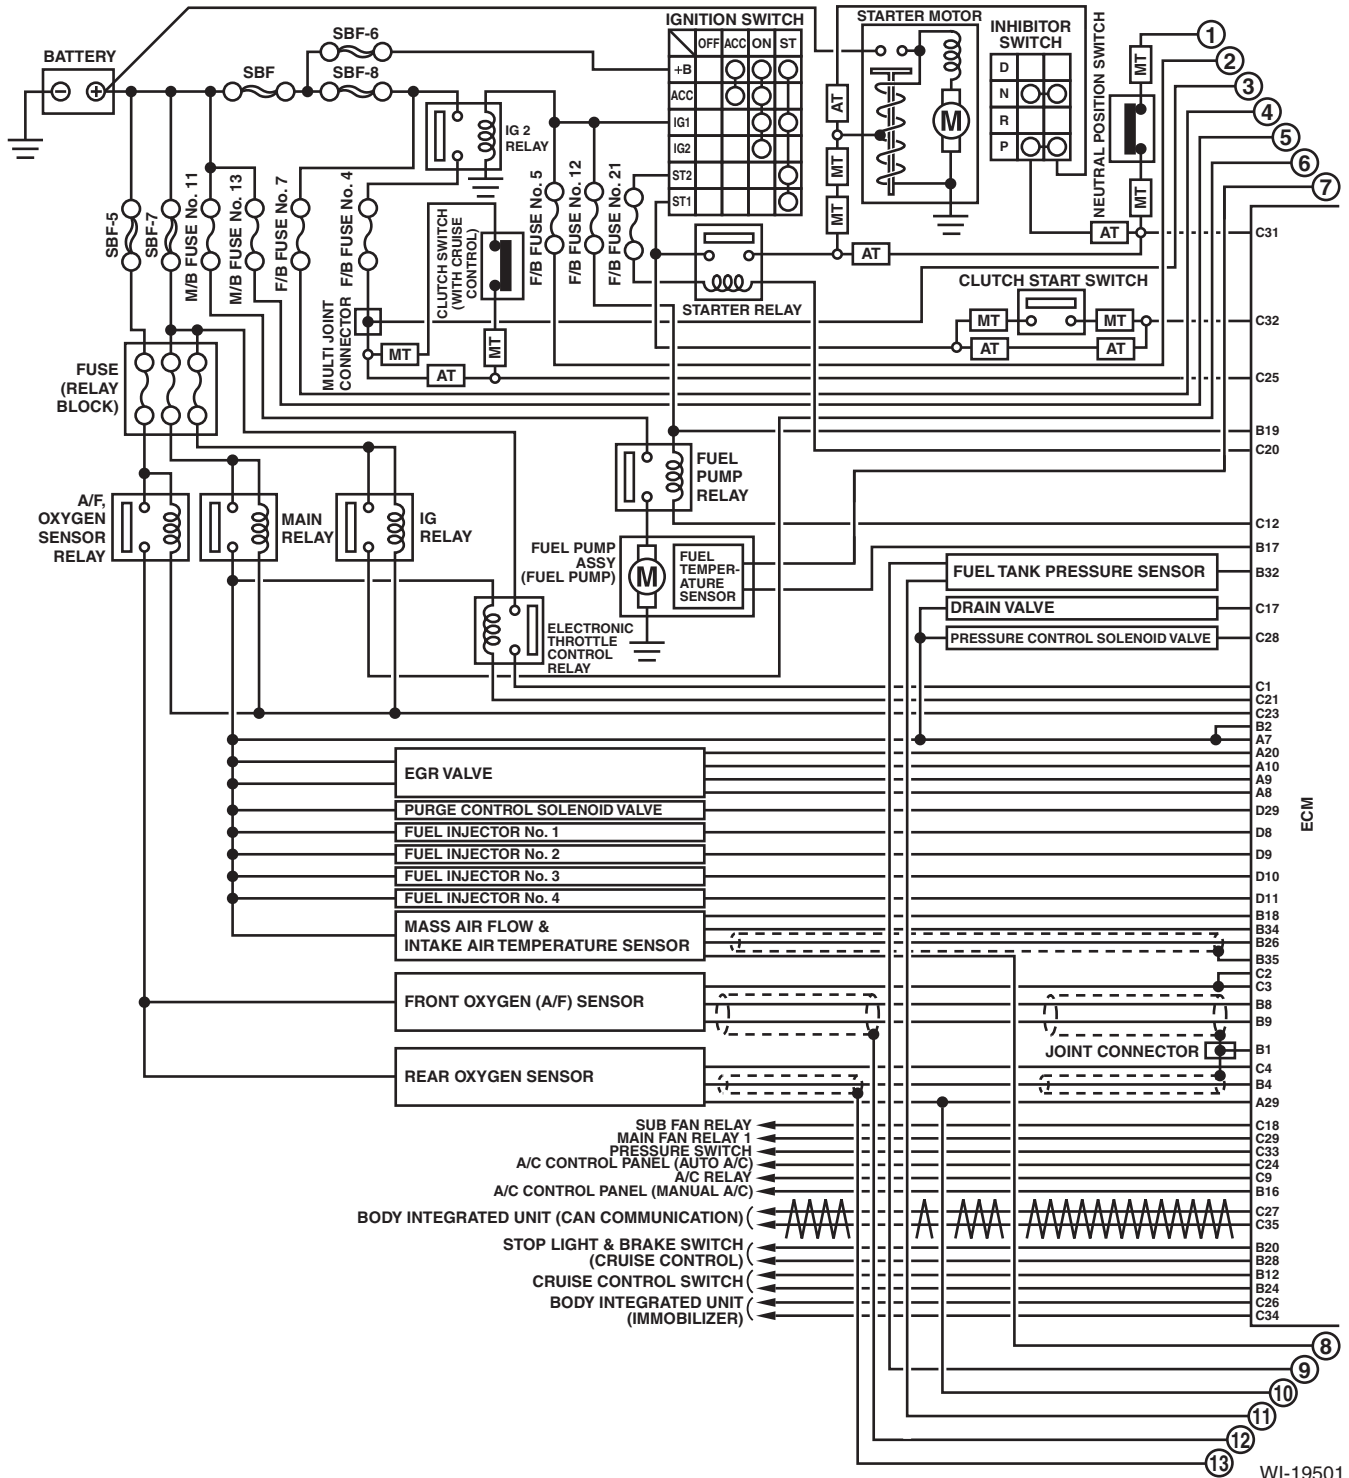 BATTERY
SBF-6
SBF
SBF-8
IGNITION SWITCH
OFF
ACC
ON
ST
+B
ACC
IG1
IG2
ST2
ST1
STARTER MOTOR
M
INHIBITOR
SWITCH
D
N
R
P
NEUTRAL POSITION SWITCH
MT
MT
AT
MT
MT
AT
AT
1
2
3
4
5
6
7
IG 2
RELAY
SBF-5
SBF-7
M/B FUSE No. 11
M/B FUSE No. 13
F/B FUSE No. 7
F/B FUSE No. 4
CLUTCH SWITCH
(WITH CRUISE
CONTROL)
F/B FUSE No. 5
F/B FUSE No. 12
F/B FUSE No. 21
STARTER RELAY
CLUTCH START SWITCH
MT
MT
AT
AT
MULTI JOINT
CONNECTOR
MT
MT
AT
FUSE
(RELAY
BLOCK)
A/F,
OXYGEN
SENSOR
RELAY
MAIN
RELAY
IG
RELAY
FUEL
PUMP
RELAY
FUEL PUMP
ASSY
(FUEL PUMP)
M
FUEL
TEMPER-
ATURE
SENSOR
ELECTRONIC
THROTTLE
CONTROL
RELAY
FUEL TANK PRESSURE SENSOR
DRAIN VALVE
PRESSURE CONTROL SOLENOID VALVE
EGR VALVE
PURGE CONTROL SOLENOID VALVE
FUEL INJECTOR No. 1
FUEL INJECTOR No. 2
FUEL INJECTOR No. 3
FUEL INJECTOR No. 4
MASS AIR FLOW &
INTAKE AIR TEMPERATURE SENSOR
FRONT OXYGEN (A/F) SENSOR
JOINT CONNECTOR
REAR OXYGEN SENSOR
SUB FAN RELAY
MAIN FAN RELAY 1
PRESSURE SWITCH
A/C CONTROL PANEL (AUTO A/C)
A/C RELAY
A/C CONTROL PANEL (MANUAL A/C)
BODY INTEGRATED UNIT (CAN COMMUNICATION)
STOP LIGHT & BRAKE SWITCH
(CRUISE CONTROL)
CRUISE CONTROL SWITCH
BODY INTEGRATED UNIT
(IMMOBILIZER)
C31
C32
C25
B19
C20
C12
B17
B32
C17
C28
C1
C21
C23
B2
A7
A20
A10
A9
A8
D29
D8
D9
D10
D11
B18
B34
B26
B35
C2
C3
B8
B9
B1
C4
B4
A29
C18
C29
C33
C24
C9
B16
C27
C35
B20
B28
B12
B24
C26
C34
ECM
8
9
10
11
12
13
WI-19501